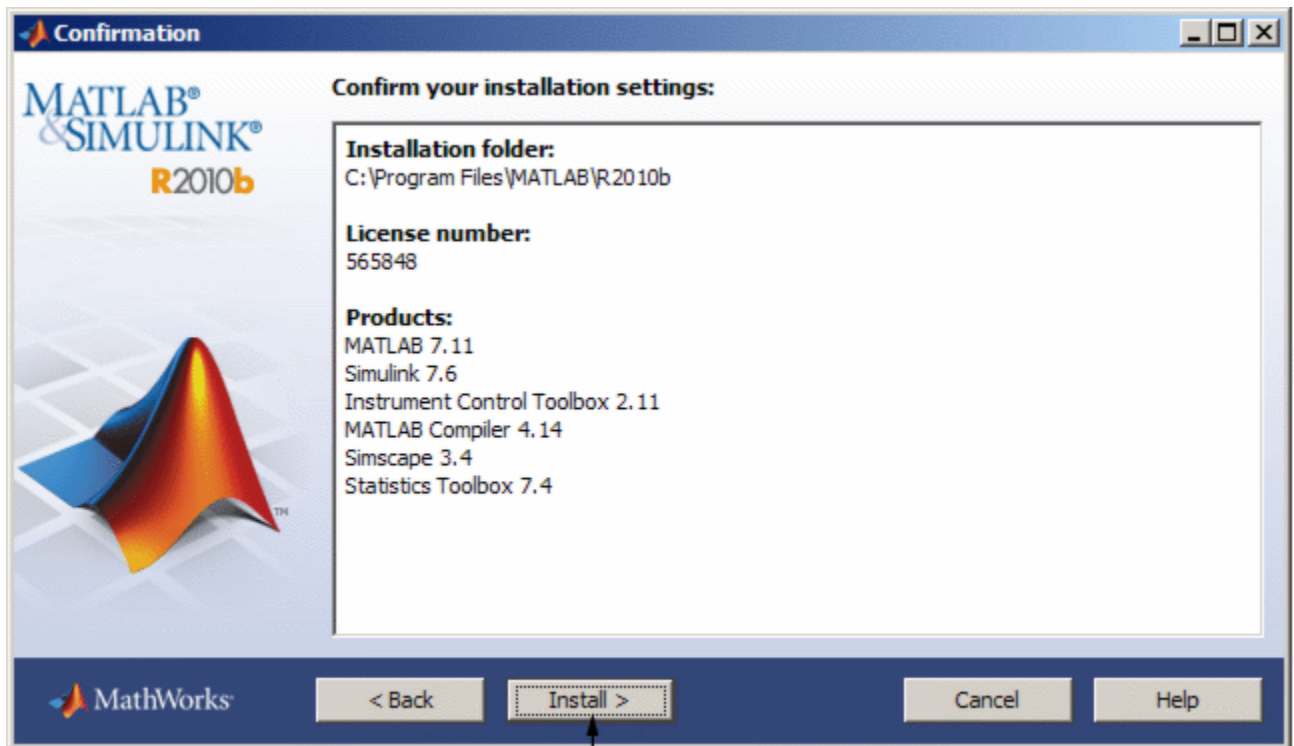 Confirmation
MATLAB®
&SIMULINK®
R2010b
Confirm your installation settings:
Installation folder:
C:\Program Files\MATLAB\R2010b
License number:
565848
Products:
MATLAB 7.11
Simulink 7.6
Instrument Control Toolbox 2.11
MATLAB Compiler 4.14
Simscape 3.4
Statistics Toolbox 7.4
TM
MathWorks®
< Back
Install >
Cancel
Help